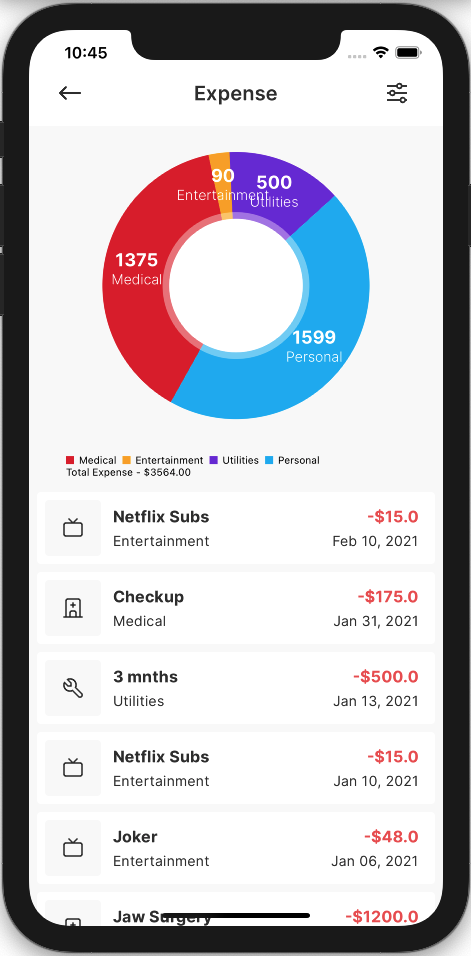 10:45
Expense
90
Entertainment
500
Utilities
1375
Medical
1599
Personal
Medical Entertainment Utilities Personal
Total Expense - $3564.00
Netflix Subs -$15.0
Entertainment Feb 10, 2021
Checkup -$175.0
Medical Jan 31, 2021
3 mnths -$500.0
Utilities Jan 13, 2021
Netflix Subs -$15.0
Entertainment Jan 10, 2021
Joker -$48.0
Entertainment Jan 06, 2021
Jaw Surgery -$1200.0